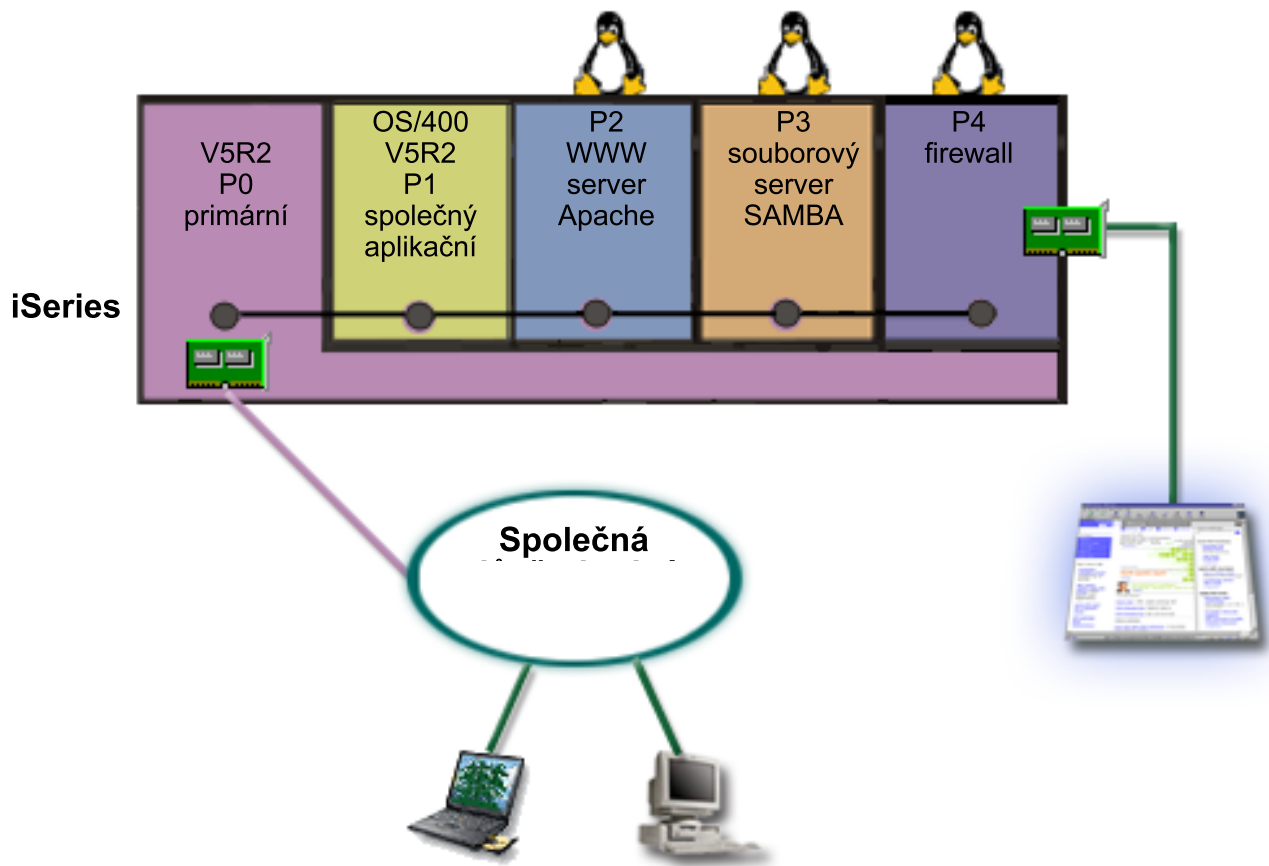 V5R2
P0
primární
OS/400
V5R2
P1
společný
aplikační
P2
WWW
server
Apache
P3
souborový
server
SAMBA
P4
firewall
iSeries
Společná